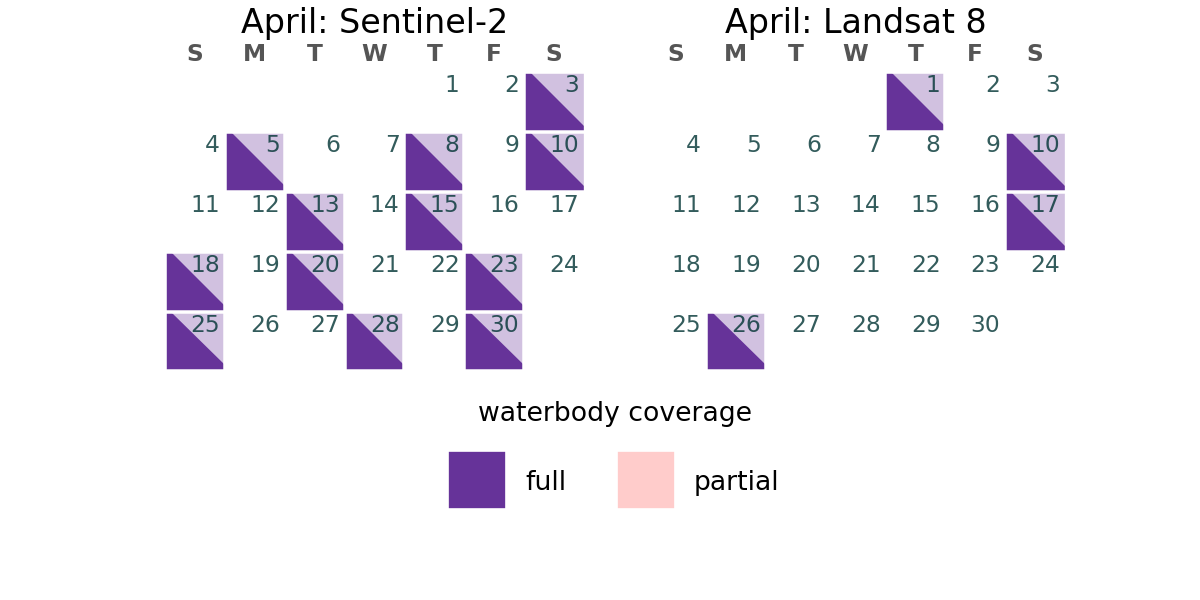 April: Sentinel-2
S M T W T F S
1 2 3
4 5 6 7 8 9 10
11 12 13 14 15 16 17
18 19 20 21 22 23 24
25 26 27 28 29 30
April: Landsat 8
S M T W T F S
1 2 3
4 5 6 7 8 9 10
11 12 13 14 15 16 17
18 19 20 21 22 23 24
25 26 27 28 29 30
waterbody coverage
full partial